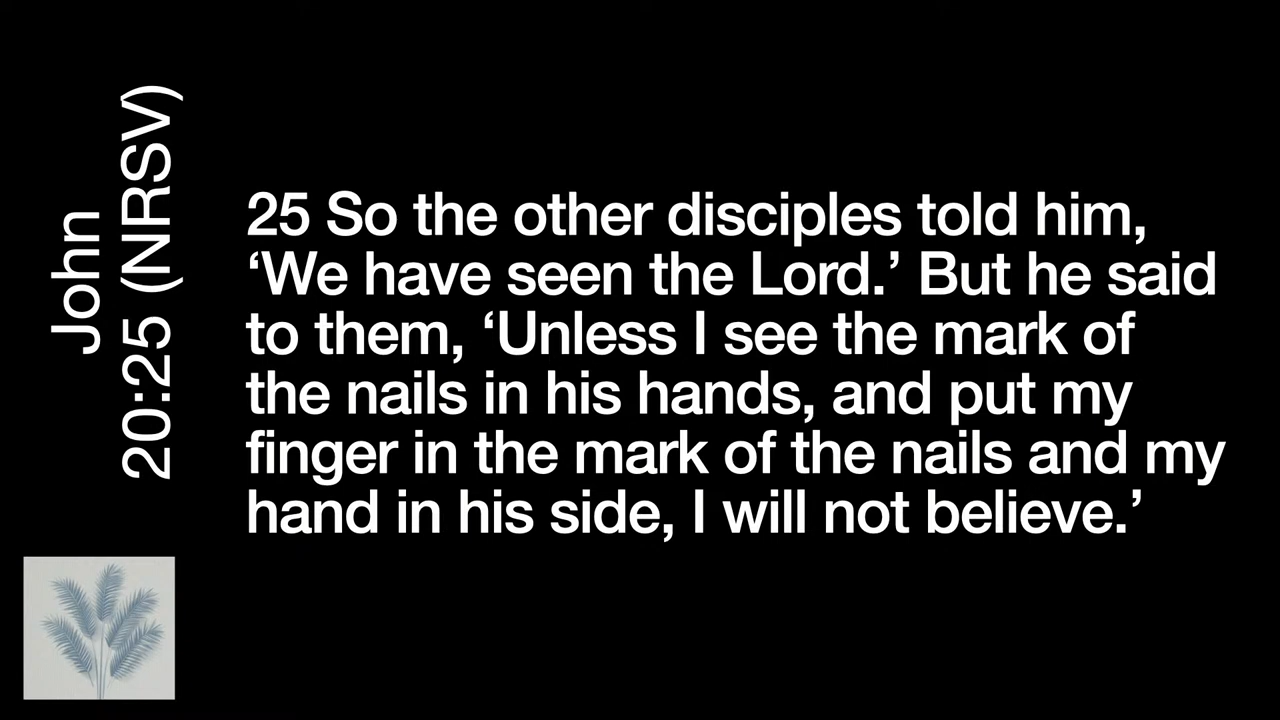 John
20:25 (NRSV)
25 So the other disciples told him,
‘We have seen the Lord.’ But he said
to them, ‘Unless I see the mark of
the nails in his hands, and put my
finger in the mark of the nails and my
hand in his side, I will not believe.’